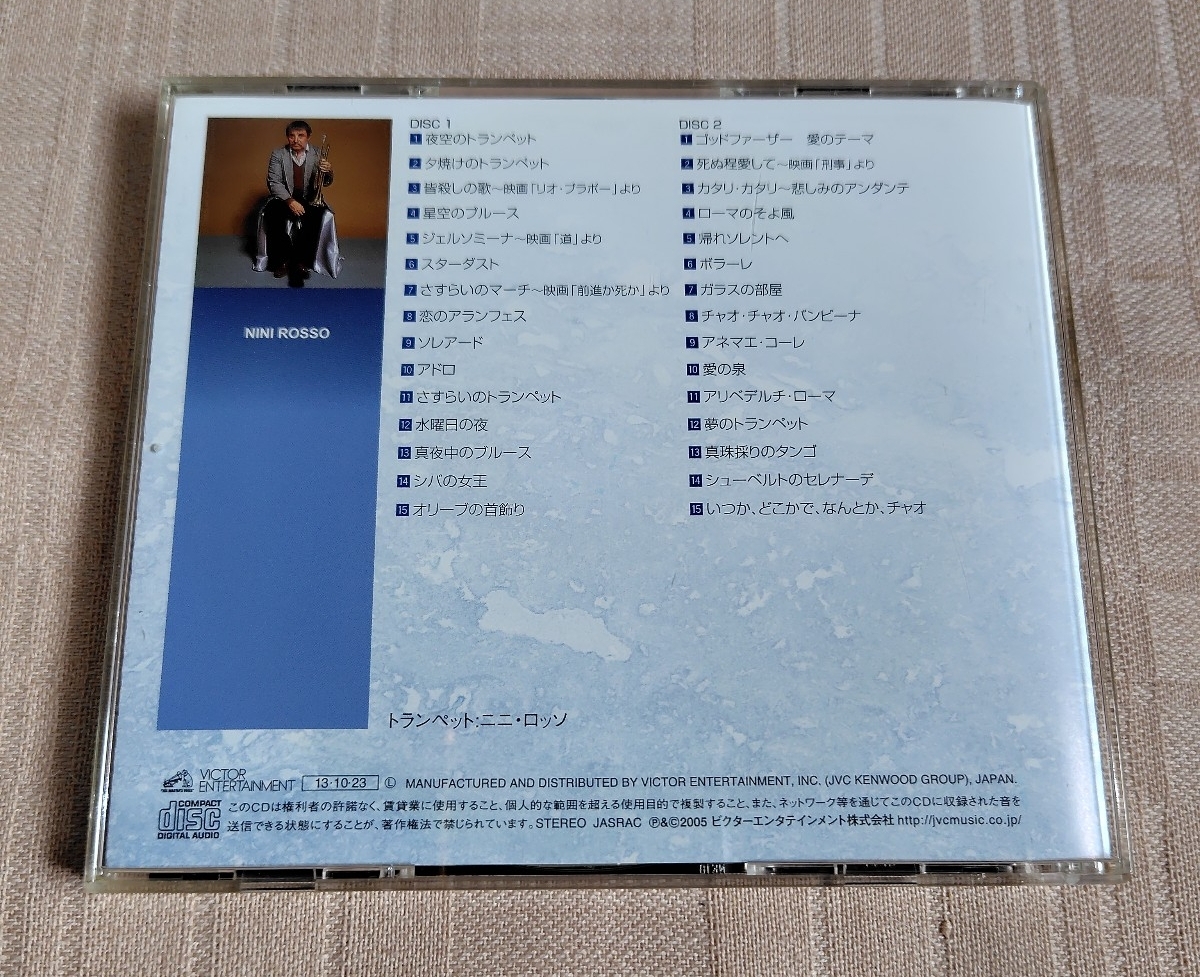 NINI ROSSO
DISC 1
1 夜空のトランペット
2 夕焼けのトランペット
3 皆殺しの歌〜映画「リオ・ブラボー」より
4 星空のブルース
5 ジェルソミーナ〜映画「道」より
6 スターダスト
7 さすらいのマーチ〜映画「前進か死か」より
8 恋のアランフェス
9 ソレアード
10 アドロ
11 さすらいのトランペット
12 水曜日の夜
13 真夜中のブルース
14 シバの女王
15 オリーブの首飾り
DISC 2
1 ゴッドファーザー 愛のテーマ
2 死ぬ程愛して〜映画「刑事」より
3 カタリ・カタリ〜悲しみのアンダンテ
4 ローマのそよ風
5 帰れソレントへ
6 ボラーレ
7 ガラスの部屋
8 チャオ・チャオ・バンビーナ
9 アネマエ・コーレ
10 愛の泉
11 アリベデルチ・ローマ
12 夢のトランペット
13 真珠採りのタンゴ
14 シューベルトのセレナーデ
15 いつか、どこかで、なんとか、チャオ
トランペット:ニニ・ロッソ
VICTOR
ENTERTAINMENT
13·10·23 Ⓛ MANUFACTURED AND DISTRIBUTED BY VICTOR ENTERTAINMENT, INC. (JVC KENWOOD GROUP), JAPAN.
COMPACT
disc
DIGITAL AUDIO
このCDは権利者の許諾なく、賃貸業に使用すること、個人的な範囲を超える使用目的で複製すること、また、ネットワーク等を通じてこのCDに収録された音を
送信できる状態にすることが、著作権法で禁じられています。STEREO JASRAC ℗&©2005 ビクターエンタテインメント株式会社 http://jvcmusic.co.jp/